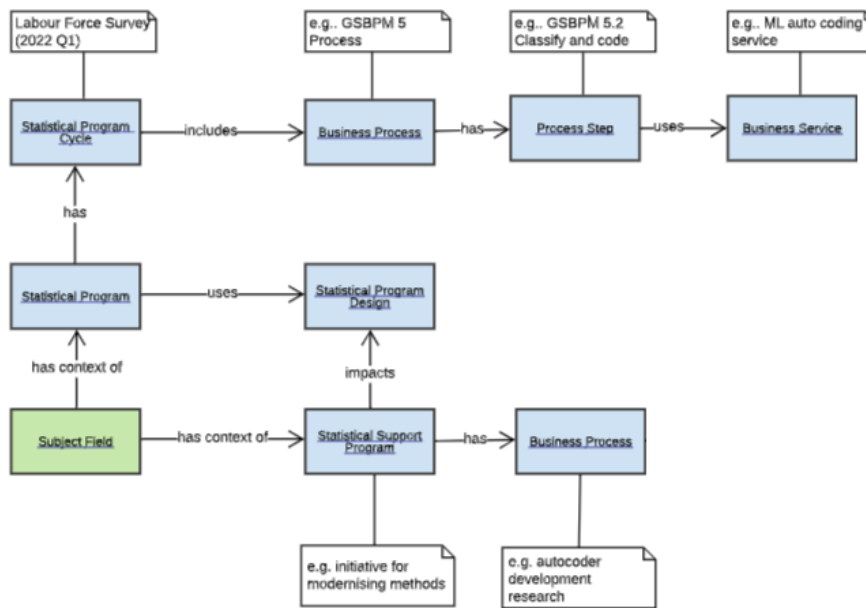 Labour Force Survey
(2022 Q1)
e.g.. GSBPM 5
Process
e.g.. GSBPM 5.2
Classify and code
e.g.. ML auto coding
service
Statistical Program
Cycle
includes
Business Process
has
Process Step
uses
Business Service
has
Statistical Program
uses
Statistical Program
Design
has context of
impacts
Subject Field
has context of
Statistical Support
Program
has
Business Process
e.g. initiative for
modernising methods
e.g. autocoder
development
research